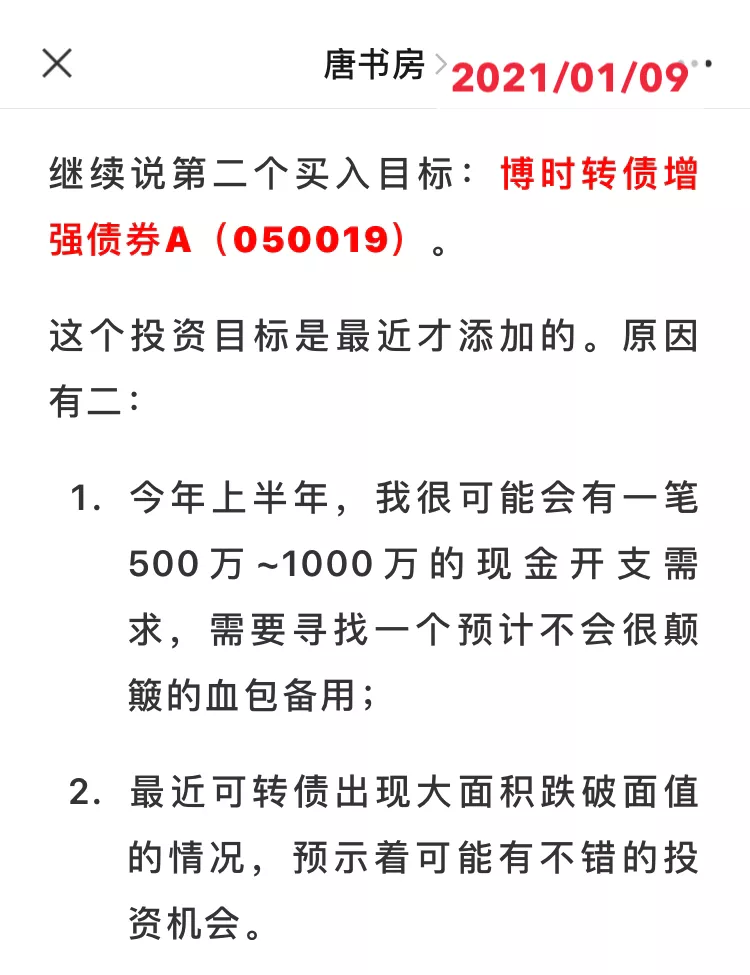 唐书房
2021/01/09
继续说第二个买入目标：博时转债增
强债券A（050019）。
这个投资目标是最近才添加的。原因
有二：
1. 今年上半年，我很可能会有一笔
500万~1000万的现金开支需
求，需要寻找一个预计不会很颠
簸的血包备用；
2. 最近可转债出现大面积跌破面值
的情况，预示着可能有不错的投
资机会。